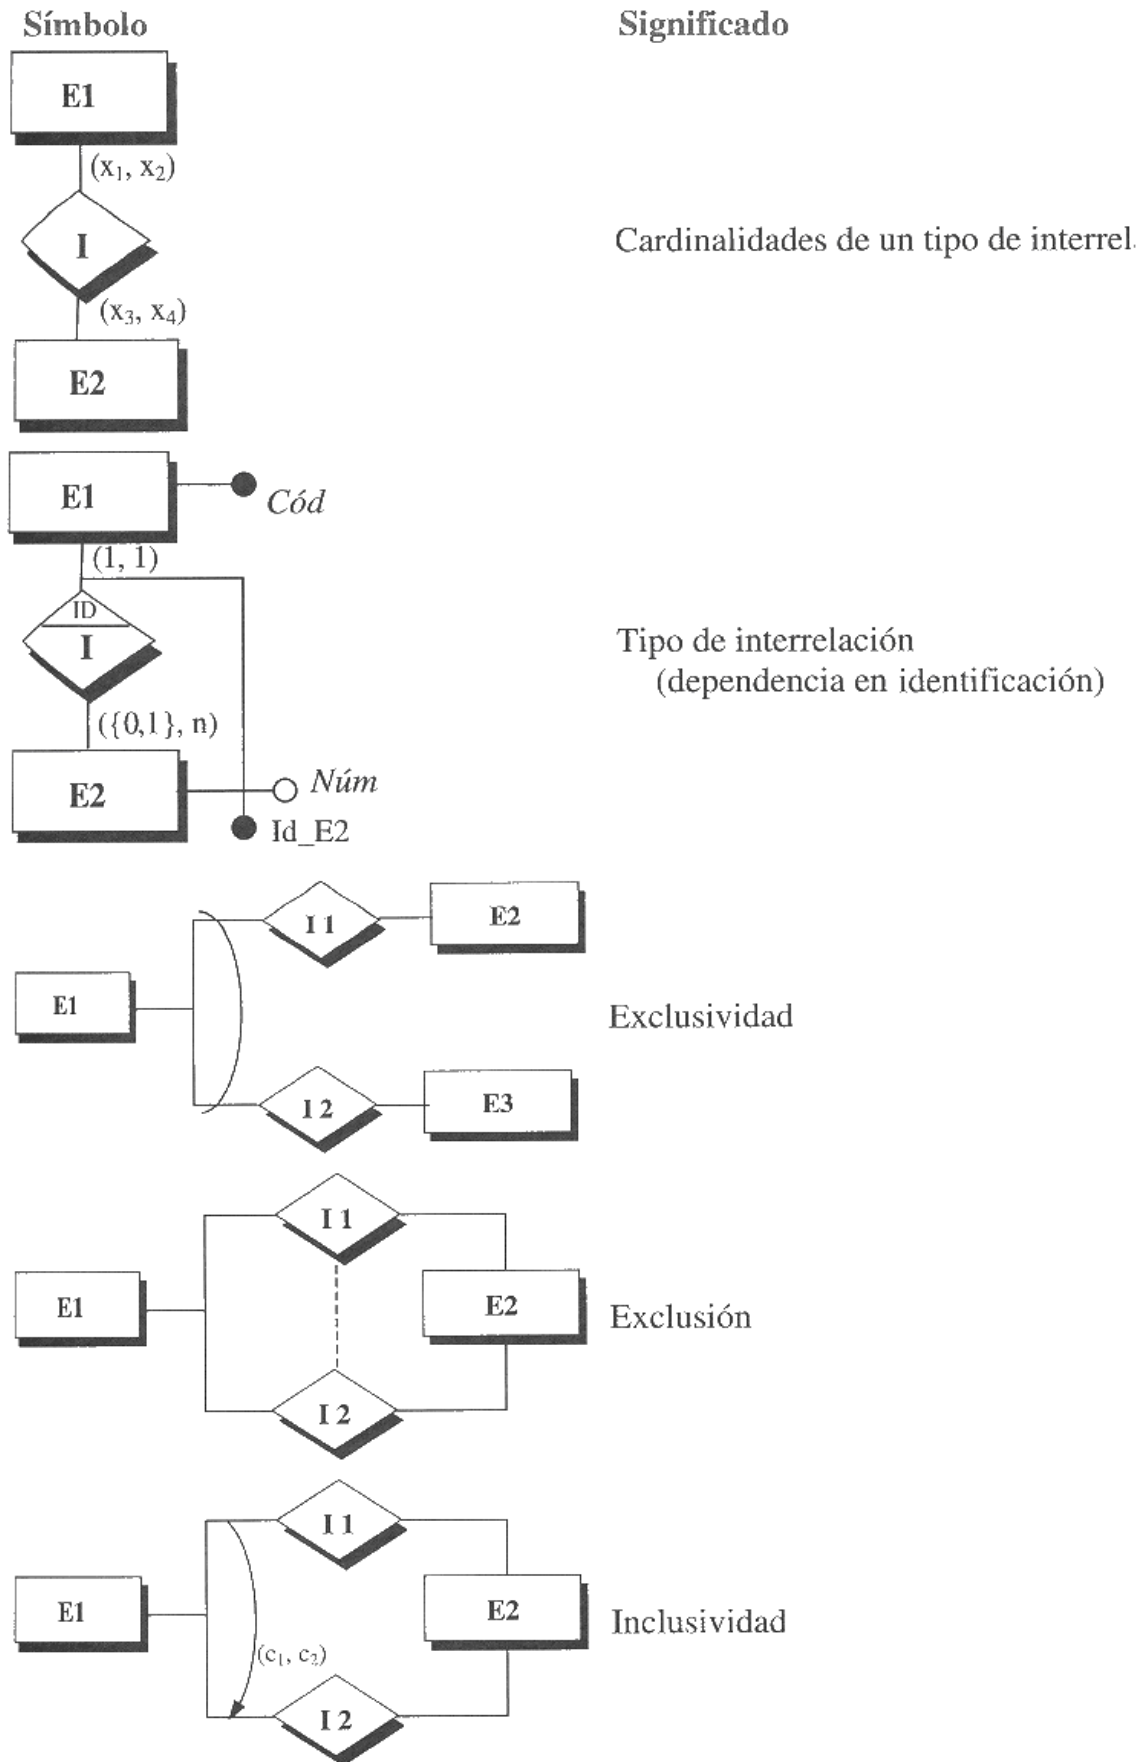 Símbolo Significado
E1
(x₁, x₂)
I
Cardinalidades de un tipo de interrel.
(x₃, x₄)
E2
E1
Cód
(1, 1)
ID
I
Tipo de interrelación
(dependencia en identificación)
({0,1}, n)
E2
Núm
Id_E2
I 1
E2
E1
Exclusividad
I 2
E3
I 1
E1
E2
Exclusión
I 2
I 1
E1
E2
Inclusividad
(c₁, c₂)
I 2